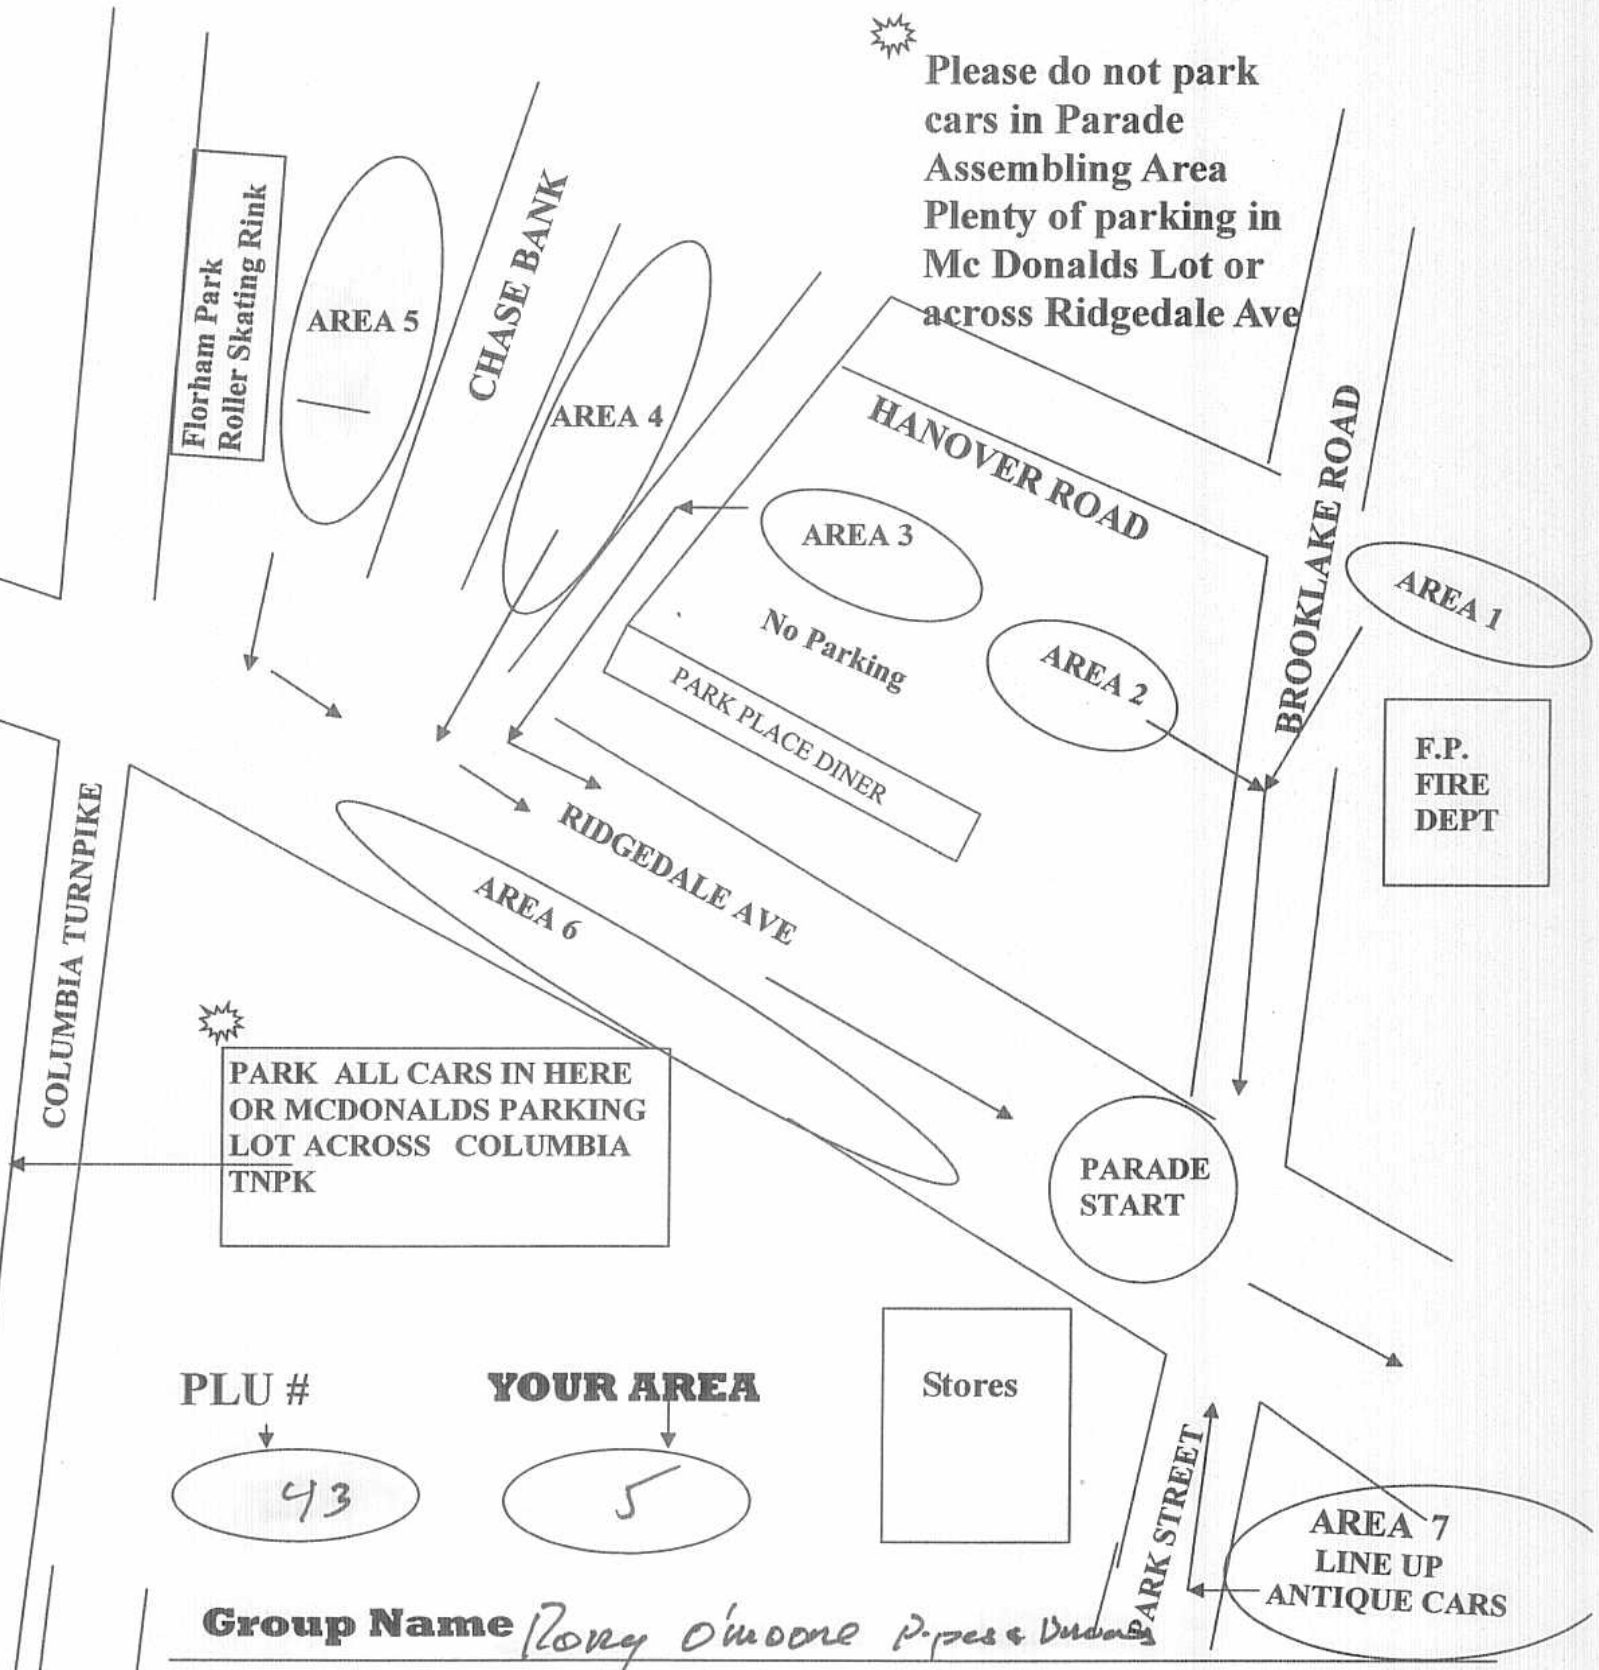 Please do not park
cars in Parade
Assembling Area
Plenty of parking in
Mc Donalds Lot or
across Ridgedale Ave
Florham Park
Roller Skating Rink
AREA 5
CHASE BANK
AREA 4
HANOVER ROAD
AREA 3
No Parking
AREA 2
BROOKLAKE ROAD
AREA 1
PARK PLACE DINER
F.P.
FIRE
DEPT
COLUMBIA TURNPIKE
RIDGEDALE AVE
AREA 6
PARK ALL CARS IN HERE
OR MCDONALDS PARKING
LOT ACROSS COLUMBIA
TNPK
PARADE
START
PLU #
43
YOUR AREA
5
Stores
PARK STREET
AREA 7
LINE UP
ANTIQUE CARS
Group Name Rory O'moore Pipes & Drums